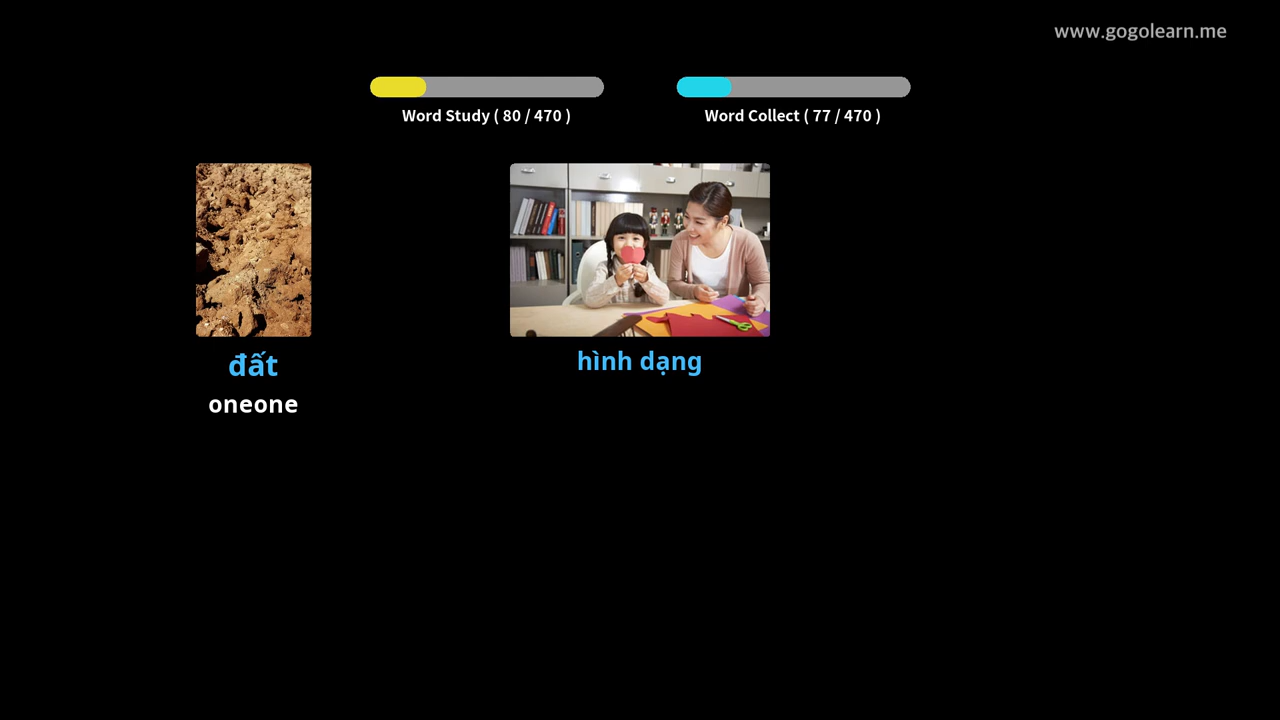 www.gogolearn.me
Word Study ( 80 / 470 )
Word Collect ( 77 / 470 )
đất
oneone
hình dạng